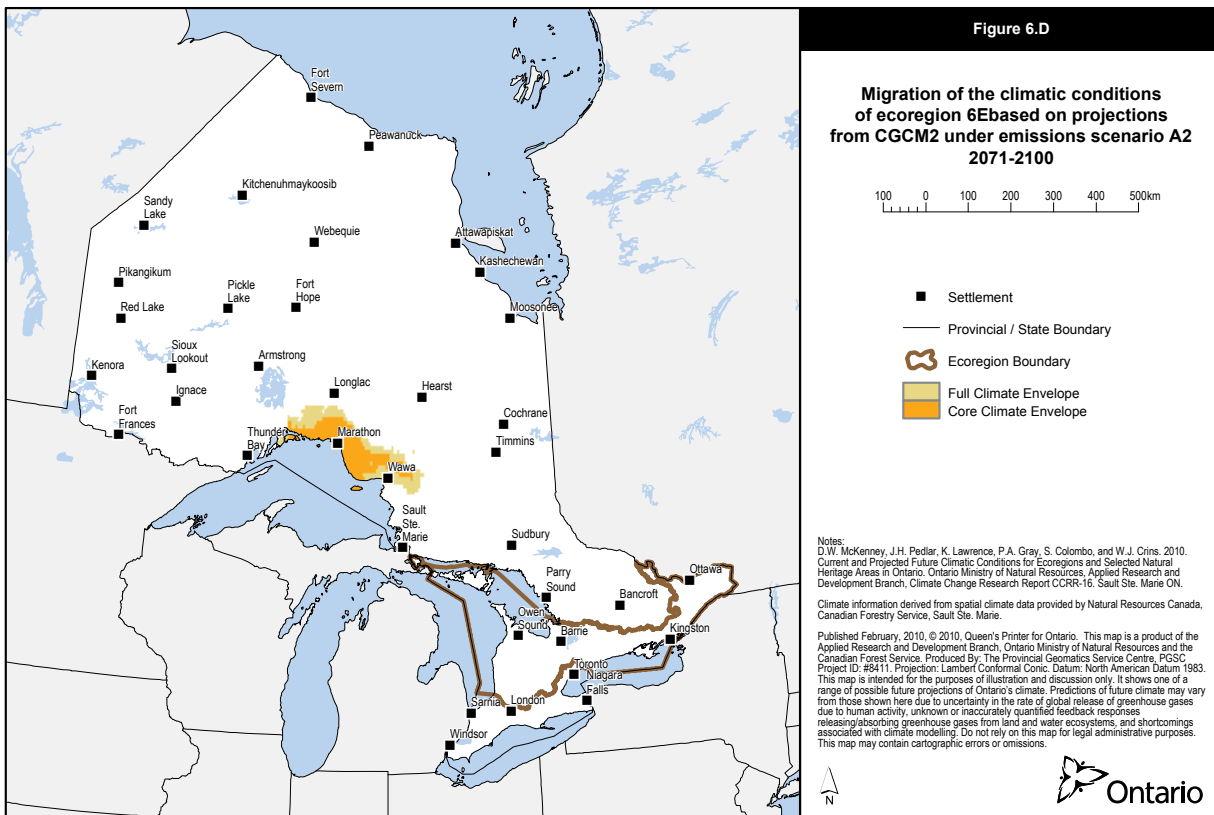 Fort
Severn
Peawanuck
Kitchenuhmaykoosib
Sandy
Lake
Webequie
Attawapiskat
Kashechewan
Pikangikum
Pickle
Lake
Fort
Hope
Red Lake
Moosonee
Sioux
Lookout
Armstrong
Kenora
Ignace
Longlac
Hearst
Fort
Frances
Cochrane
Thunder
Bay
Marathon
Timmins
Wawa
Sault
Ste.
Marie
Sudbury
Ottawa
Parry
Sound
Bancroft
Owen
Sound
Barrie
Kingston
Toronto
Niagara
Falls
London
Sarnia
Windsor
Figure 6.D
Migration of the climatic conditions
of ecoregion 6Ebased on projections
from CGCM2 under emissions scenario A2
2071-2100
100 0 100 200 300 400 500km
Settlement
Provincial / State Boundary
Ecoregion Boundary
Full Climate Envelope
Core Climate Envelope
Notes:
D.W. McKenney, J.H. Pedlar, K. Lawrence, P.A. Gray, S. Colombo, and W.J. Crins. 2010.
Current and Projected Future Climatic Conditions for Ecoregions and Selected Natural
Heritage Areas in Ontario. Ontario Ministry of Natural Resources, Applied Research and
Development Branch, Climate Change Research Report CCRR-16. Sault Ste. Marie ON.
Climate information derived from spatial climate data provided by Natural Resources Canada,
Canadian Forestry Service, Sault Ste. Marie.
Published February, 2010, © 2010, Queen's Printer for Ontario. This map is a product of the
Applied Research and Development Branch, Ontario Ministry of Natural Resources and the
Canadian Forest Service. Produced By: The Provincial Geomatics Service Centre, PGSC
Project ID: #8411. Projection: Lambert Conformal Conic. Datum: North American Datum 1983.
This map is intended for the purposes of illustration and discussion only. It shows one of a
range of possible future projections of Ontario's climate. Predictions of future climate may vary
from those shown here due to uncertainty in the rate of global release of greenhouse gases
due to human activity, unknown or inaccurately quantified feedback responses
releasing/absorbing greenhouse gases from land and water ecosystems, and shortcomings
associated with climate modelling. Do not rely on this map for legal administrative purposes.
This map may contain cartographic errors or omissions.
N
Ontario